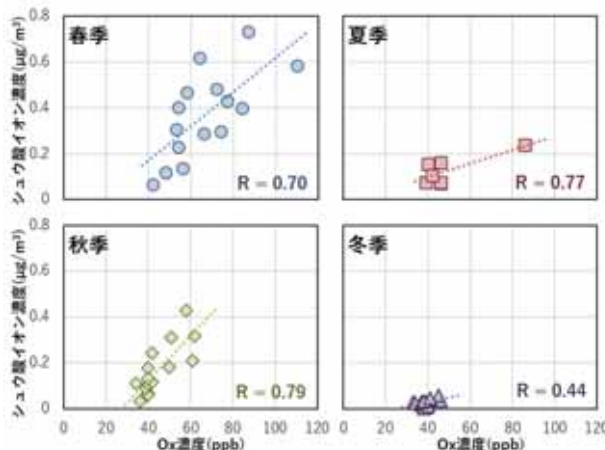 シュウ酸イオン濃度(μg/m³)
0.8
0.6
0.4
0.2
0
春季
R = 0.70
夏季
R = 0.77
シュウ酸イオン濃度(μg/m³)
0.8
0.6
0.4
0.2
0
秋季
R = 0.79
冬季
R = 0.44
0 20 40 60 80 100 120
0 20 40 60 80 100 120
Ox濃度(ppb)
Ox濃度(ppb)